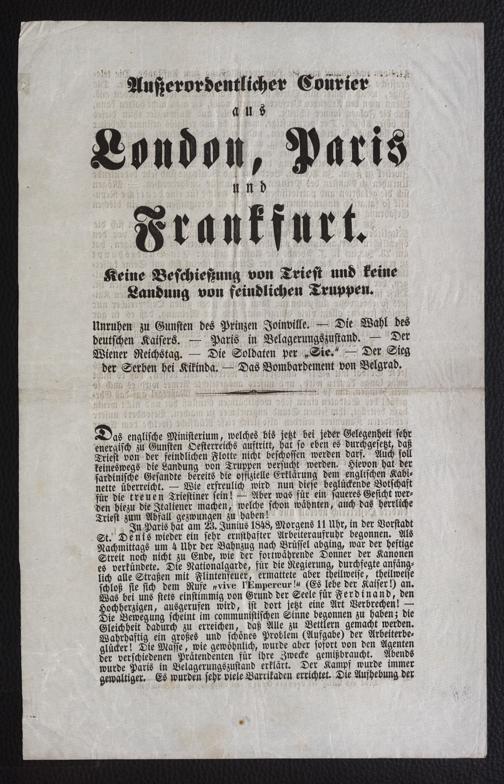 Außerordentlicher Courier
aus
London, Paris
und
Frankfurt.
Keine Beschießung von Triest und keine
Landung von feindlichen Truppen.
Unruhen zu Gunsten des Prinzen Joinville. — Die Wahl des
deutschen Kaisers. — Paris in Belagerungszustand. — Der
Wiener Reichstag. — Die Soldaten per „Sie.“ — Der Sieg
der Serben bei Kikinda. — Das Bombardement von Belgrad.
Das englische Ministerium, welches bis jetzt bei jeder Gelegenheit sehr
energisch zu Gunsten Oesterreichs auftritt, hat so eben es durchgesetzt, daß
Triest von der feindlichen Flotte nicht beschossen werden darf. Auch soll
keineswegs die Landung von Truppen versucht werden. Hievon hat der
sardinische Gesandte bereits die offizielle Erklärung dem englischen Kabi-
nette überreicht. — Wie erfreulich wird nun diese beglückende Botschaft
für die treuen Triestiner sein! — Aber was für ein saueres Gesicht wer-
den hiezu die Italiener machen, welche schon wähnten, auch das herrliche
Triest zum Abfall gezwungen zu haben!
In Paris hat am 23. Junius 1848, Morgens 11 Uhr, in der Vorstadt
St. Denis wieder ein sehr ernsthafter Arbeiteraufruhr begonnen. Als
Nachmittags um 4 Uhr der Bahnzug nach Brüssel abging, war der heftige
Streit noch nicht zu Ende, wie der fortwährende Donner der Kanonen
es verkündete. Die Nationalgarde, für die Regierung, durchfegte anfäng-
lich alle Straßen mit Flintenfeuer, ermattete aber theilweise, theilweise
schloß sie sich dem Rufe »vive l'Empereur!« (Es lebe der Kaiser!) an.
Was bei uns stets einstimmig von Grund der Seele für Ferdinand, den
Hochherzigen, ausgerufen wird, ist dort jetzt eine Art Verbrechen! —
Die Bewegung scheint im communistischen Sinne begonnen zu haben; die
Gleichheit dadurch zu erreichen, daß Alle zu Bettlern gemacht werden.
Wahrhaftig ein großes und schönes Problem (Aufgabe) der Arbeiterbe-
glücker! Die Masse, wie gewöhnlich, wurde aber sofort von den Agenten
der verschiedenen Prätendenten für ihre Zwecke gemißbraucht. Abends
wurde Paris in Belagerungszustand erklärt. Der Kampf wurde immer
gewaltiger. Es wurden sehr viele Barrikaden errichtet. Die Aufhebung der